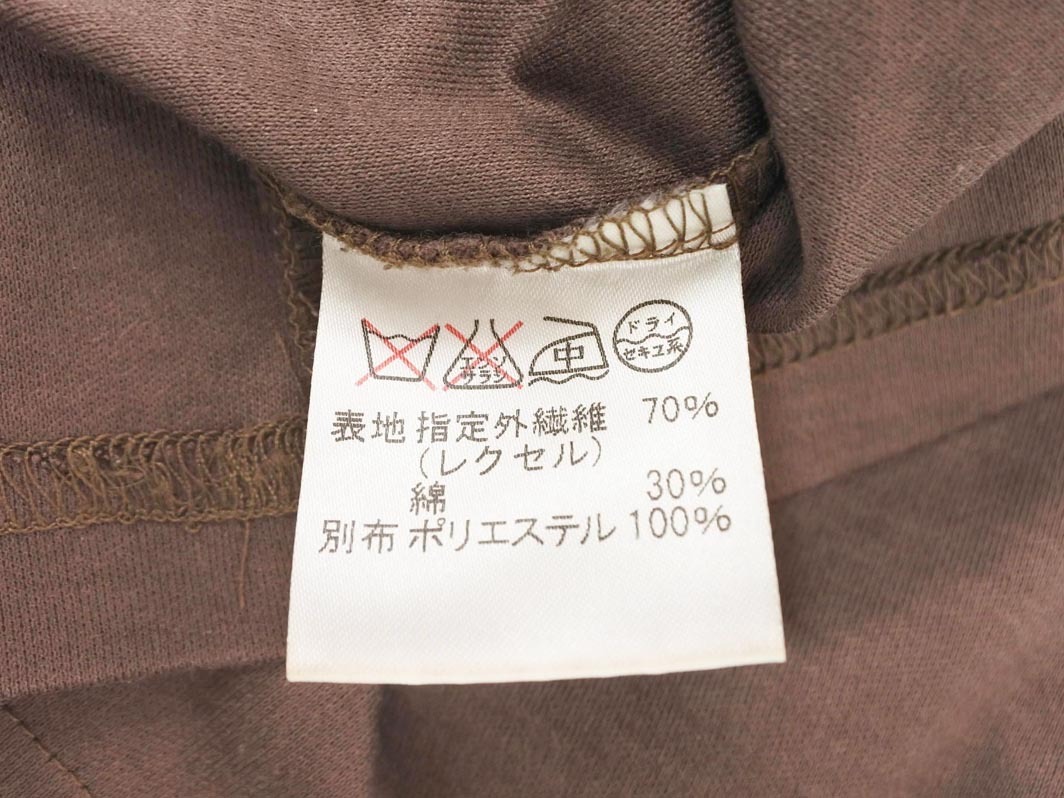 エンソ
サラシ
中
ドライ
セキユ系
表地 指定外繊維 70%
(レクセル)
綿 30%
別布 ポリエステル 100%